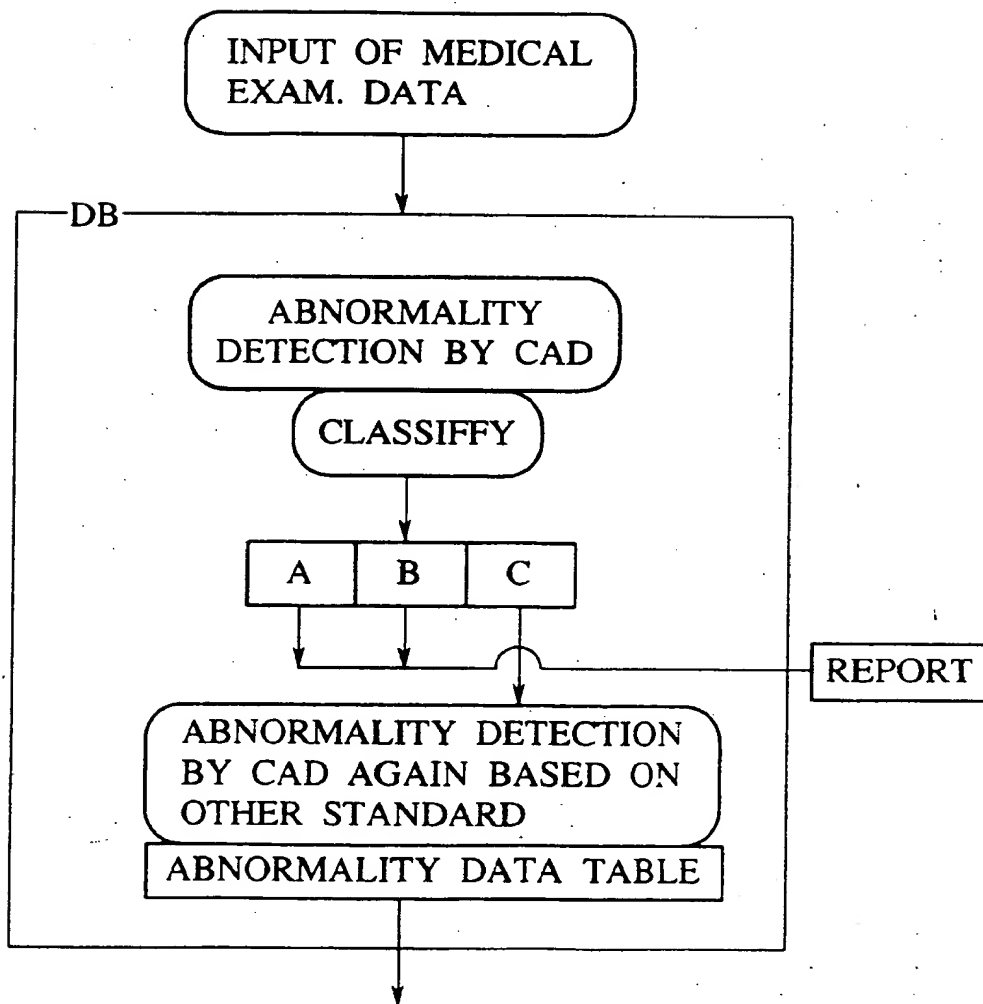 INPUT OF MEDICAL
EXAM. DATA
DB
ABNORMALITY
DETECTION BY CAD
CLASSIFFY
A B C
REPORT
ABNORMALITY DETECTION
BY CAD AGAIN BASED ON
OTHER STANDARD
ABNORMALITY DATA TABLE